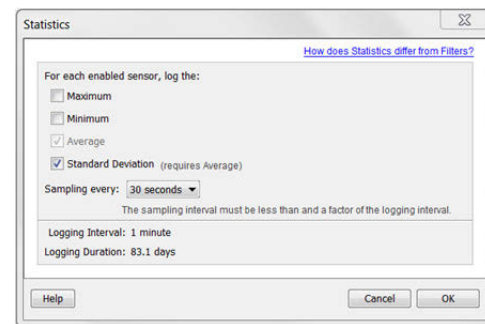 Statistics
How does Statistics differ from Filters?
For each enabled sensor, log the:
Maximum
Minimum
Average
Standard Deviation (requires Average)
Sampling every: 30 seconds
The sampling interval must be less than and a factor of the logging interval.
Logging Interval: 1 minute
Logging Duration: 83.1 days
Help Cancel OK